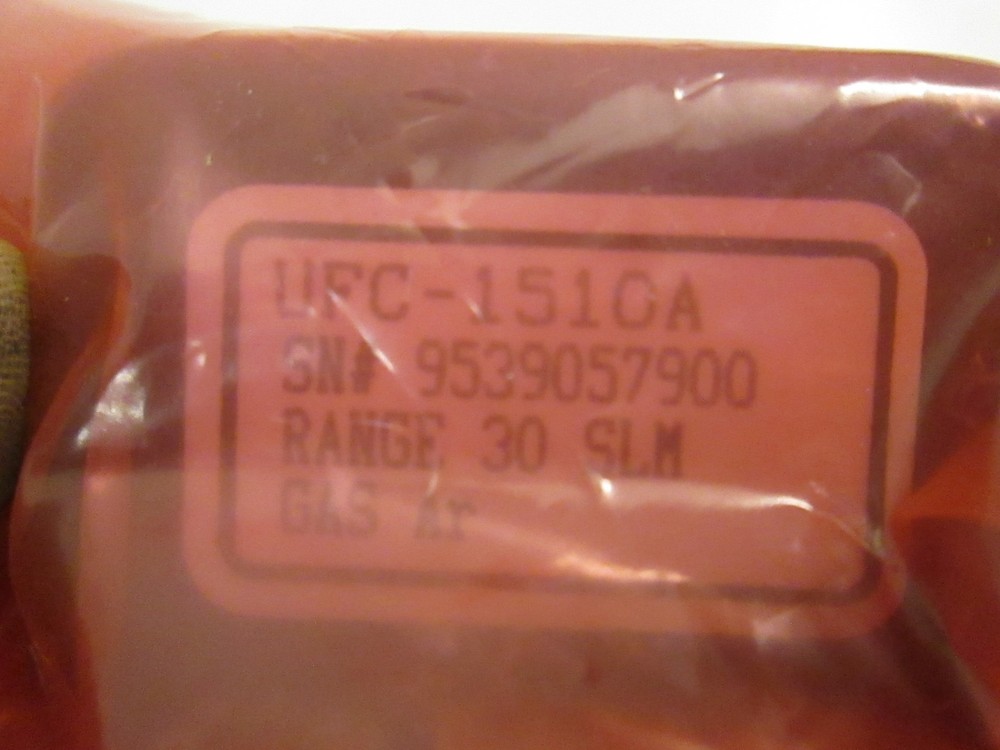 UFC-1510A
SN# 9539057900
RANGE 30 SLM
GAS Ar